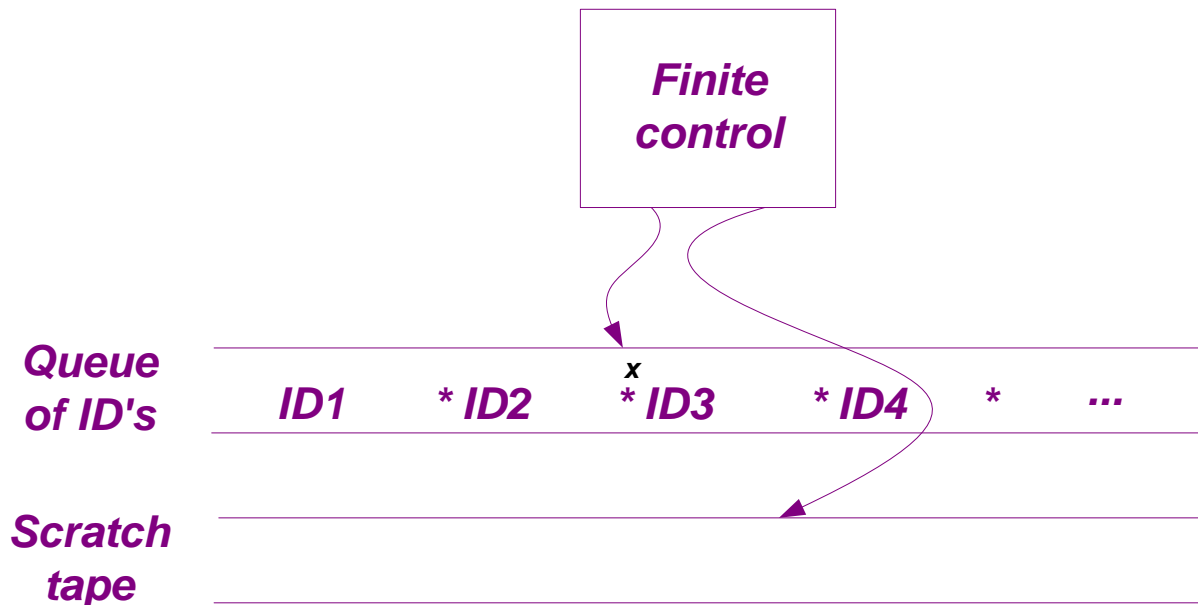 Finite
control
Queue
of ID's
x
ID1 * ID2 * ID3 * ID4 * ...
Scratch
tape